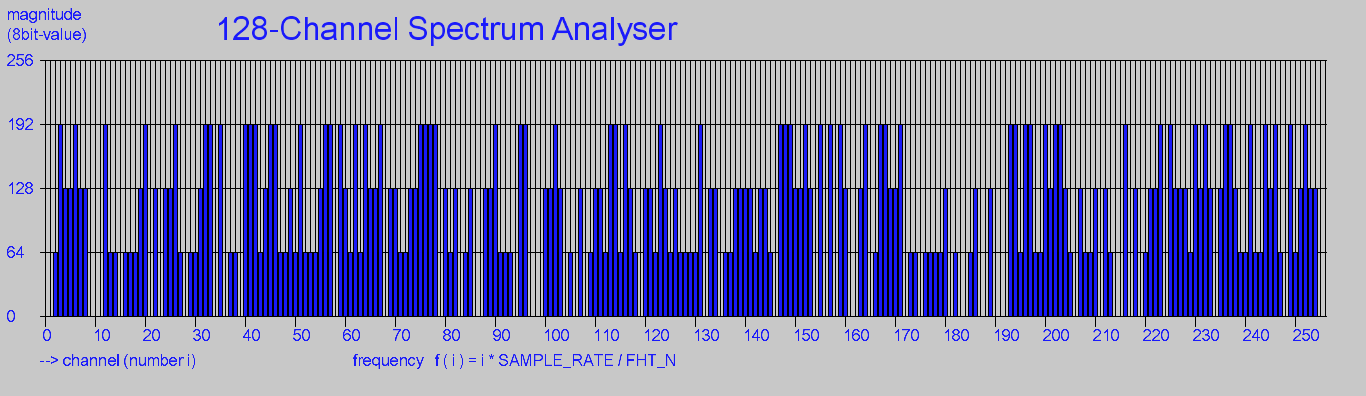 magnitude
(8bit-value)
128-Channel Spectrum Analyser
256
192
128
64
0
0 10 20 30 40 50 60 70 80 90 100 110 120 130 140 150 160 170 180 190 200 210 220 230 240 250
--> channel (number i) frequency f ( i ) = i * SAMPLE_RATE / FHT_N